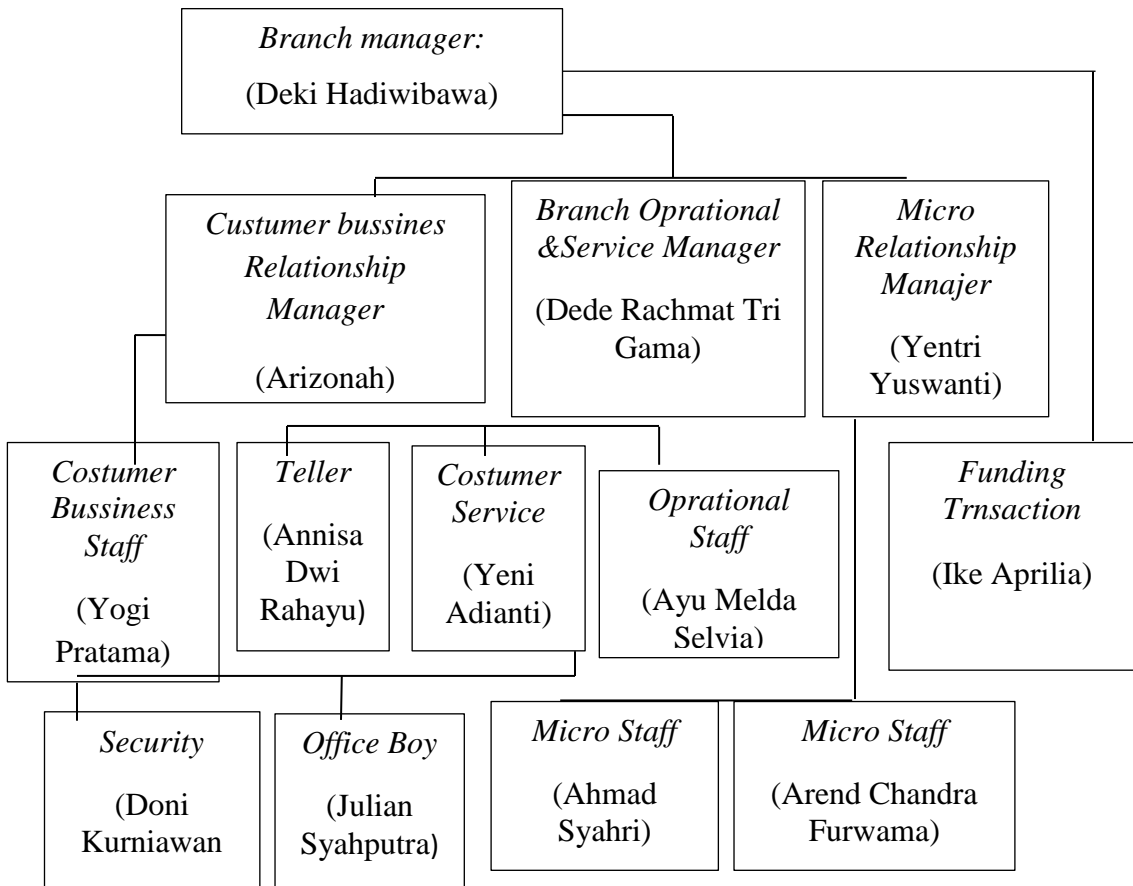 Branch manager:
(Deki Hadiwibawa)
Custumer bussines
Relationship
Manager
(Arizonah)
Branch Oprational
&Service Manager
(Dede Rachmat Tri
Gama)
Micro
Relationship
Manajer
(Yentri
Yuswanti)
Costumer
Bussiness
Staff
(Yogi
Pratama)
Teller
(Annisa
Dwi
Rahayu)
Costumer
Service
(Yeni
Adianti)
Oprational
Staff
(Ayu Melda
Selvia)
Funding
Trnsaction
(Ike Aprilia)
Security
(Doni
Kurniawan
Office Boy
(Julian
Syahputra)
Micro Staff
(Ahmad
Syahri)
Micro Staff
(Arend Chandra
Furwama)